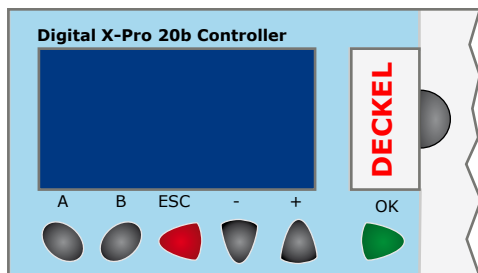 Digital X-Pro 20b Controller
DECKEL
A B ESC - + OK